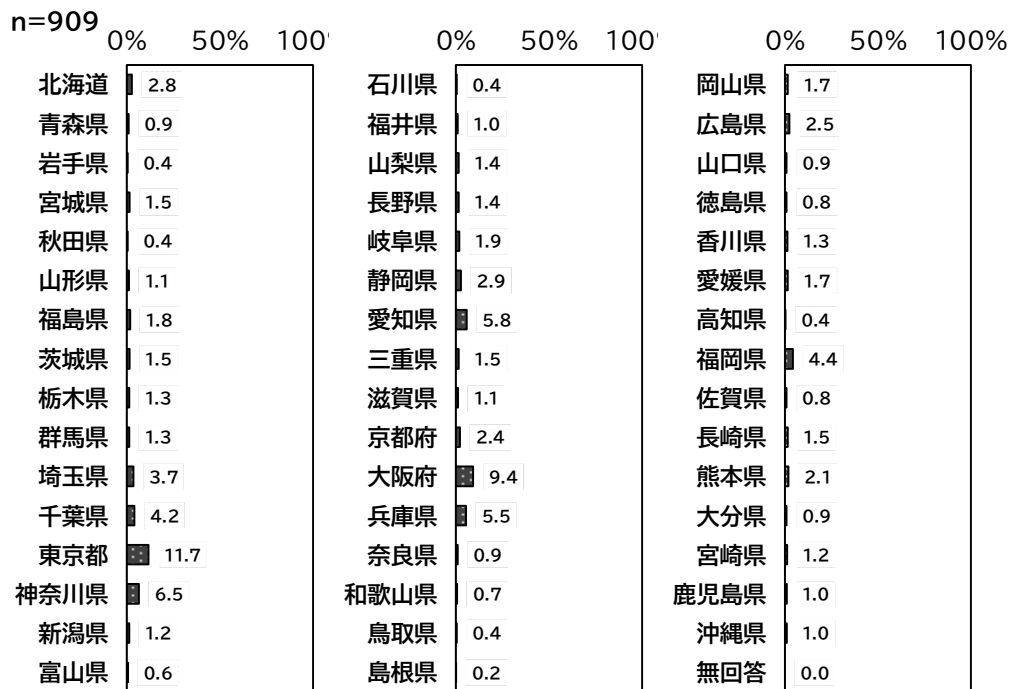 n=909
0% 50% 100%
北海道 2.8
青森県 0.9
岩手県 0.4
宮城県 1.5
秋田県 0.4
山形県 1.1
福島県 1.8
茨城県 1.5
栃木県 1.3
群馬県 1.3
埼玉県 3.7
千葉県 4.2
東京都 11.7
神奈川県 6.5
新潟県 1.2
富山県 0.6
0% 50% 100%
石川県 0.4
福井県 1.0
山梨県 1.4
長野県 1.4
岐阜県 1.9
静岡県 2.9
愛知県 5.8
三重県 1.5
滋賀県 1.1
京都府 2.4
大阪府 9.4
兵庫県 5.5
奈良県 0.9
和歌山県 0.7
鳥取県 0.4
島根県 0.2
0% 50% 100%
岡山県 1.7
広島県 2.5
山口県 0.9
徳島県 0.8
香川県 1.3
愛媛県 1.7
高知県 0.4
福岡県 4.4
佐賀県 0.8
長崎県 1.5
熊本県 2.1
大分県 0.9
宮崎県 1.2
鹿児島県 1.0
沖縄県 1.0
無回答 0.0